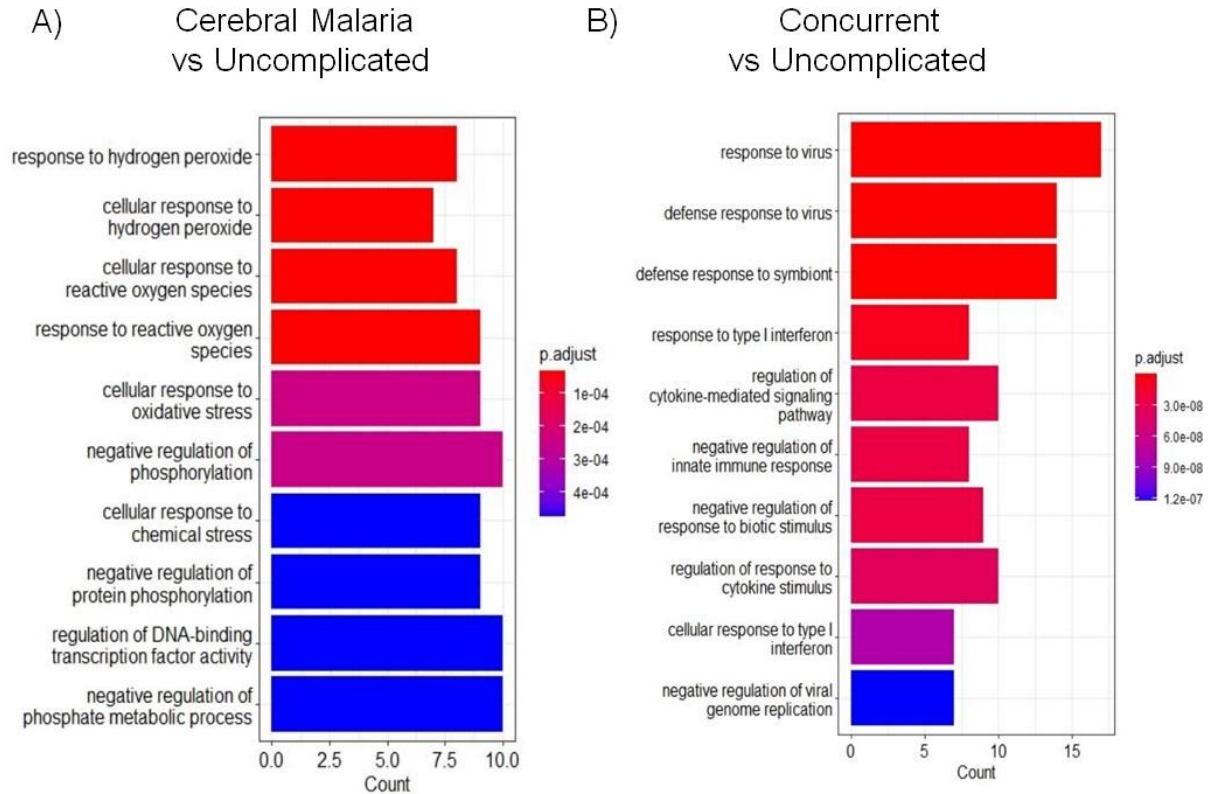 A)
Cerebral Malaria
vs Uncomplicated
response to hydrogen peroxide
cellular response to
hydrogen peroxide
cellular response to
reactive oxygen species
response to reactive oxygen
species
cellular response to
oxidative stress
negative regulation of
phosphorylation
cellular response to
chemical stress
negative regulation of
protein phosphorylation
regulation of DNA-binding
transcription factor activity
negative regulation of
phosphate metabolic process
0.0 2.5 5.0 7.5 10.0
Count
p.adjust
1e-04
2e-04
3e-04
4e-04
B)
Concurrent
vs Uncomplicated
response to virus
defense response to virus
defense response to symbiont
response to type I interferon
regulation of
cytokine-mediated signaling
pathway
negative regulation of
innate immune response
negative regulation of
response to biotic stimulus
regulation of response to
cytokine stimulus
cellular response to type I
interferon
negative regulation of viral
genome replication
0 5 10 15
Count
p.adjust
3.0e-08
6.0e-08
9.0e-08
1.2e-07